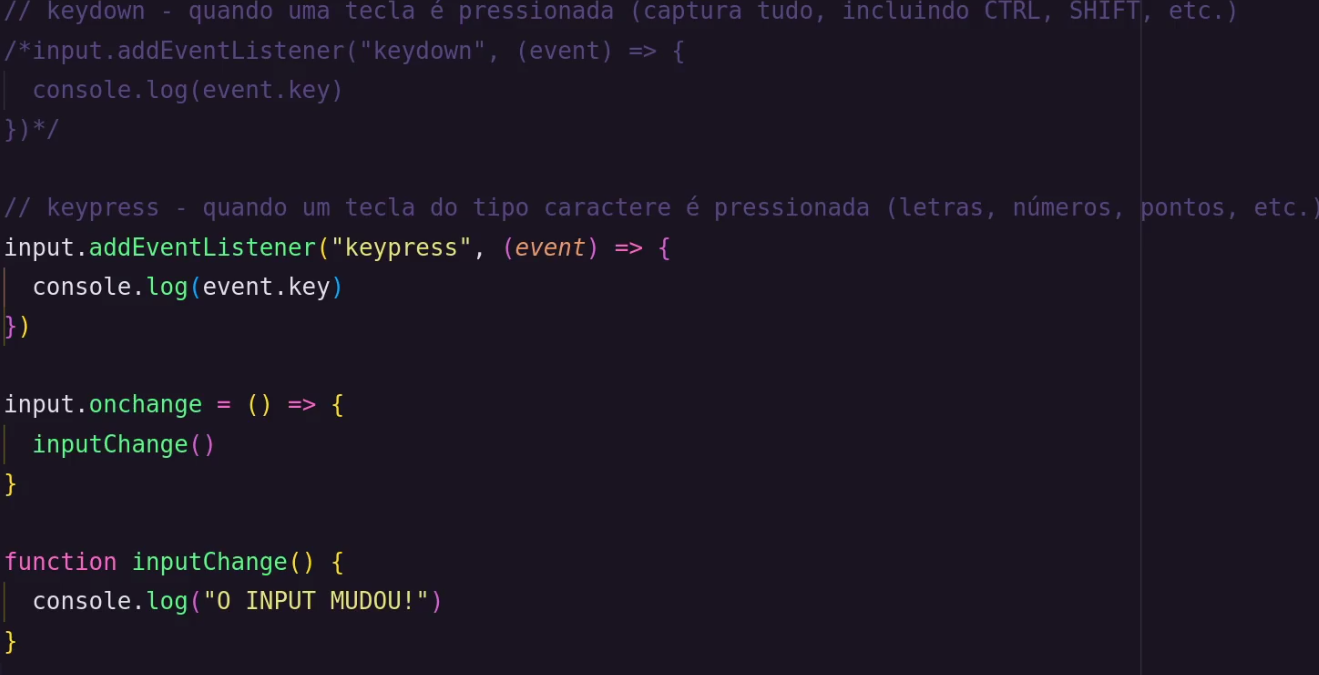 // keydown - quando uma tecla é pressionada (captura tudo, incluindo CTRL, SHIFT, etc.)
/*input.addEventListener("keydown", (event) => {
  console.log(event.key)
})*/

// keypress - quando um tecla do tipo caractere é pressionada (letras, números, pontos, etc.)
input.addEventListener("keypress", (event) => {
  console.log(event.key)
})

input.onchange = () => {
  inputChange()
}

function inputChange() {
  console.log("O INPUT MUDOU!")
}